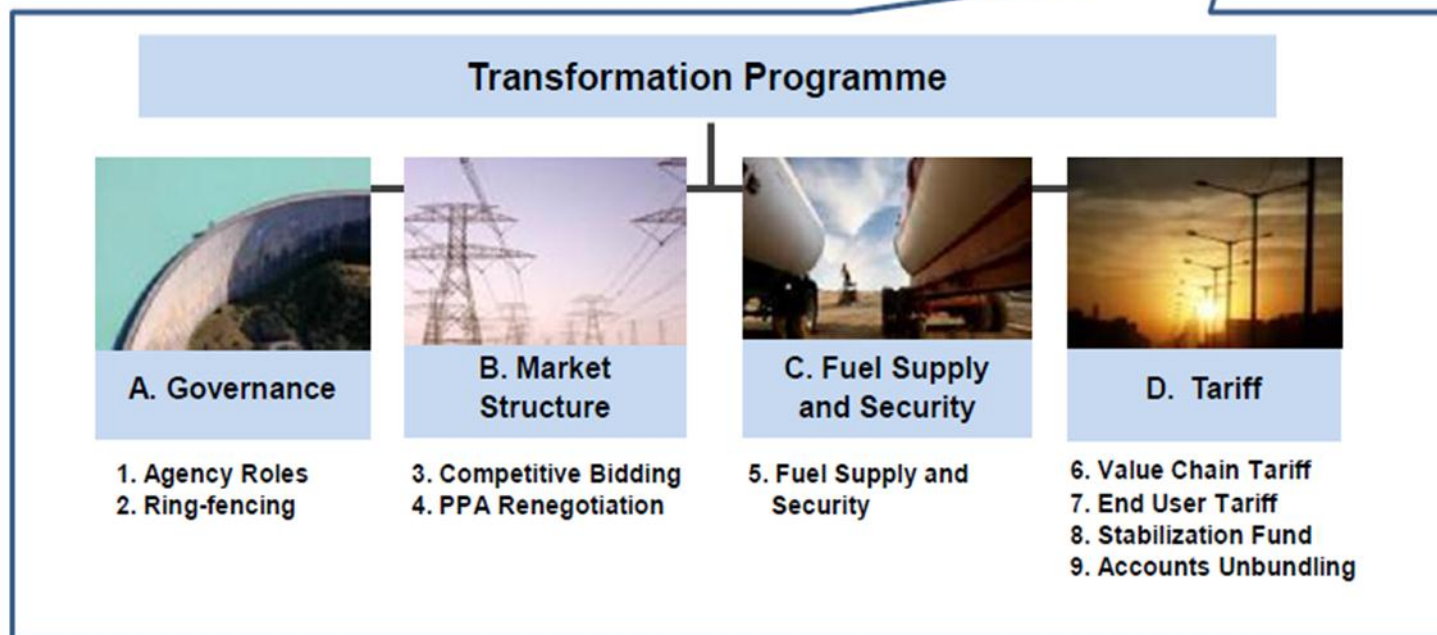 Transformation Programme
A. Governance
B. Market
Structure
C. Fuel Supply
and Security
D. Tariff
1. Agency Roles
2. Ring-fencing
3. Competitive Bidding
4. PPA Renegotiation
5. Fuel Supply and
Security
6. Value Chain Tariff
7. End User Tariff
8. Stabilization Fund
9. Accounts Unbundling